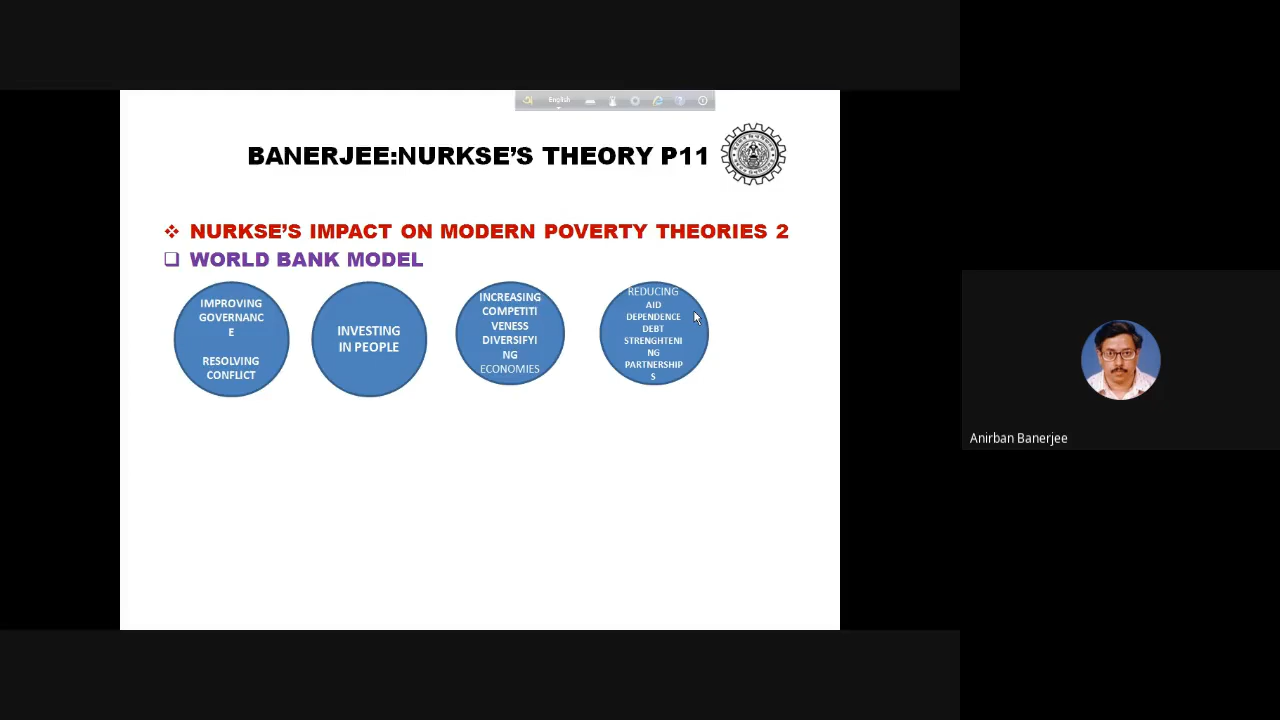 English
BANERJEE:NURKSE'S THEORY P11
❖ NURKSE'S IMPACT ON MODERN POVERTY THEORIES 2
❑ WORLD BANK MODEL
IMPROVING
GOVERNANC
E
RESOLVING
CONFLICT
INVESTING
IN PEOPLE
INCREASING
COMPETITI
VENESS
DIVERSIFYI
NG
ECONOMIES
REDUCING
AID
DEPENDENCE
DEBT
STRENGHTENI
NG
PARTNERSHIP
S
Anirban Banerjee